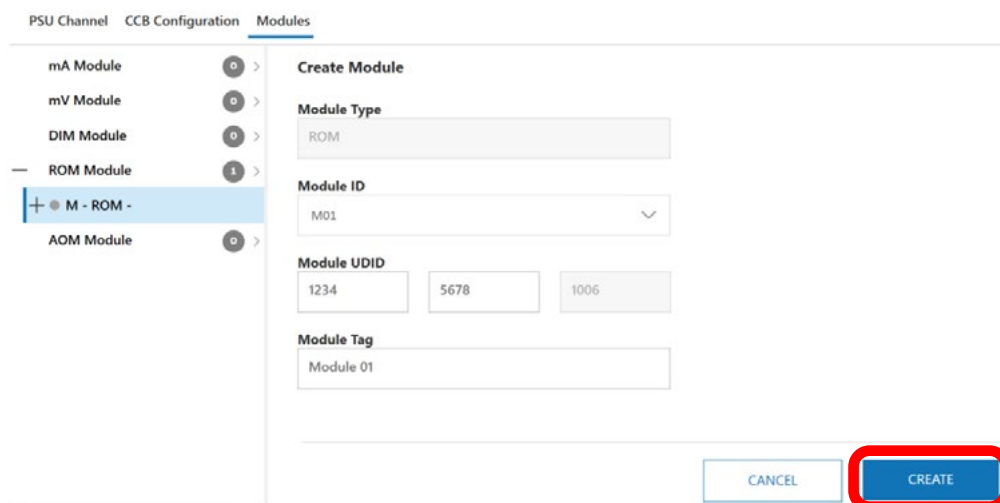 PSU Channel CCB Configuration Modules
mA Module 0
mV Module 0
DIM Module 0
ROM Module 1
M - ROM -
AOM Module 0
Create Module
Module Type
ROM
Module ID
M01
Module UDID
1234 5678 1006
Module Tag
Module 01
CANCEL CREATE